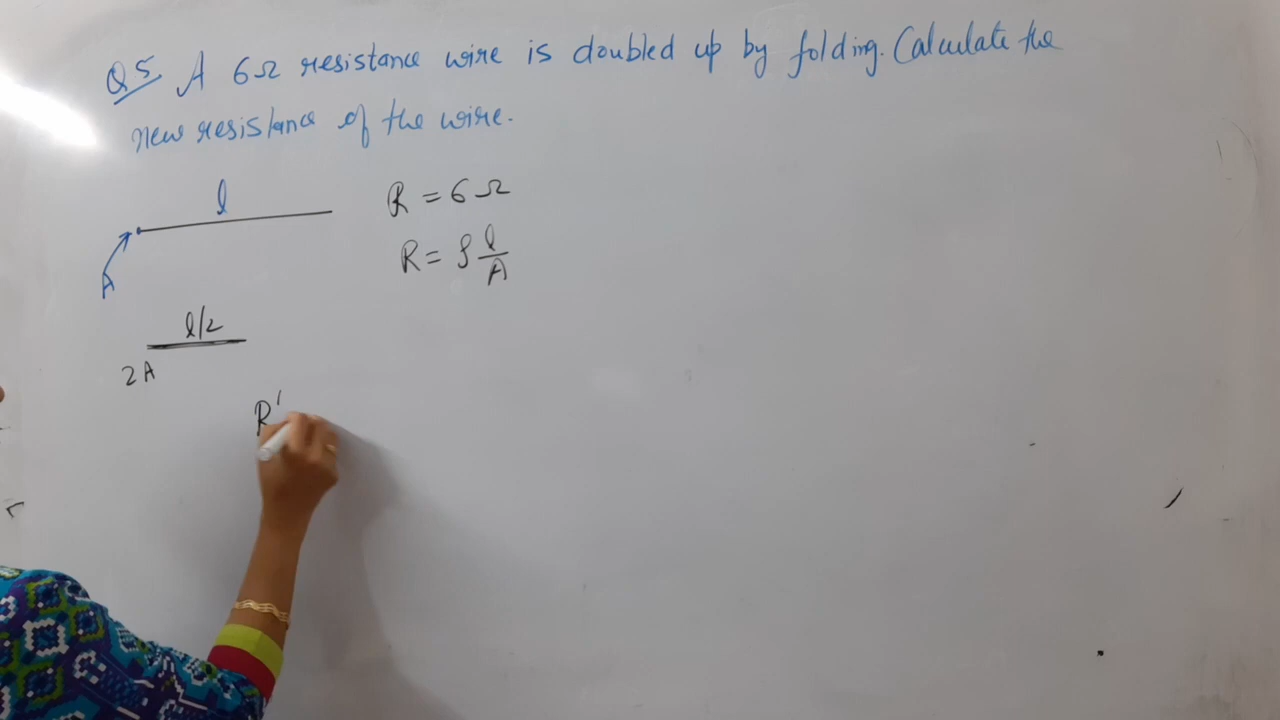 Q5 A 6Ω resistance wire is doubled up by folding. Calculate the
new resistance of the wire.
l
R = 6Ω
A
R = ρ l/A
l/2
2A
R'